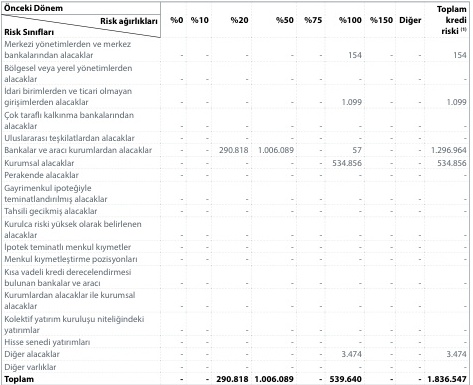 Önceki Dönem
Risk ağırlıkları %0 %10 %20 %50 %75 %100 %150 Diğer Toplam kredi riski (1)
Risk Sınıfları
Merkezi yönetimlerden ve merkez
bankalarından alacaklar - - - - - 154 - - 154
Bölgesel veya yerel yönetimlerden
alacaklar - - - - - - - - -
İdari birimlerden ve ticari olmayan
girişimlerden alacaklar - - - - - 1.099 - - 1.099
Çok taraflı kalkınma bankalarından
alacaklar - - - - - - - - -
Uluslararası teşkilatlardan alacaklar - - - - - - - - -
Bankalar ve aracı kurumlardan alacaklar - - 290.818 1.006.089 - 57 - - 1.296.964
Kurumsal alacaklar - - - - - 534.856 - - 534.856
Perakende alacaklar - - - - - - - - -
Gayrimenkul ipoteğiyle
teminatlandırılmış alacaklar - - - - - - - - -
Tahsili gecikmiş alacaklar - - - - - - - - -
Kurulca riski yüksek olarak belirlenen
alacaklar - - - - - - - - -
İpotek teminatlı menkul kıymetler - - - - - - - - -
Menkul kıymetleştirme pozisyonları - - - - - - - - -
Kısa vadeli kredi derecelendirmesi
bulunan bankalar ve aracı - - - - - - - - -
Kurumlardan alacaklar ile kurumsal
alacaklar - - - - - - - - -
Kolektif yatırım kuruluşu niteliğindeki
yatırımlar - - - - - - - - -
Hisse senedi yatırımları - - - - - - - - -
Diğer alacaklar - - - - - 3.474 - - 3.474
Diğer varlıklar - - - - - - - - -
Toplam - - 290.818 1.006.089 - 539.640 - - 1.836.547